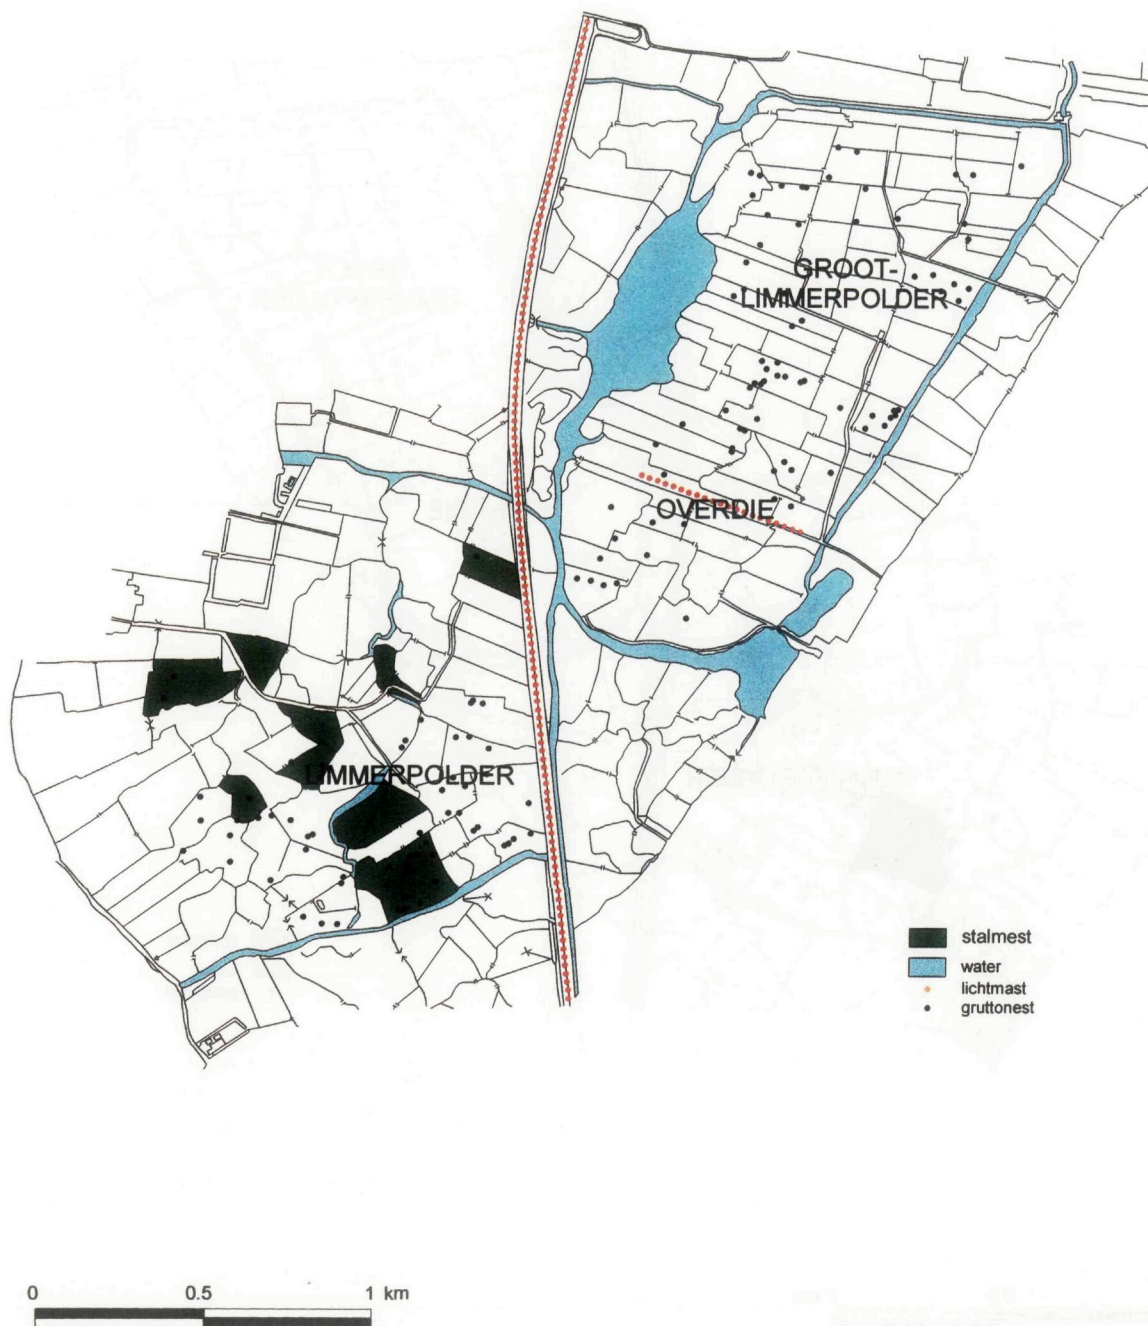 GROOT-
LIMMERPOLDER
OVERDIE
LIMMERPOLDER
stalmest
water
lichtmast
gruttonest
0 0.5 1 km